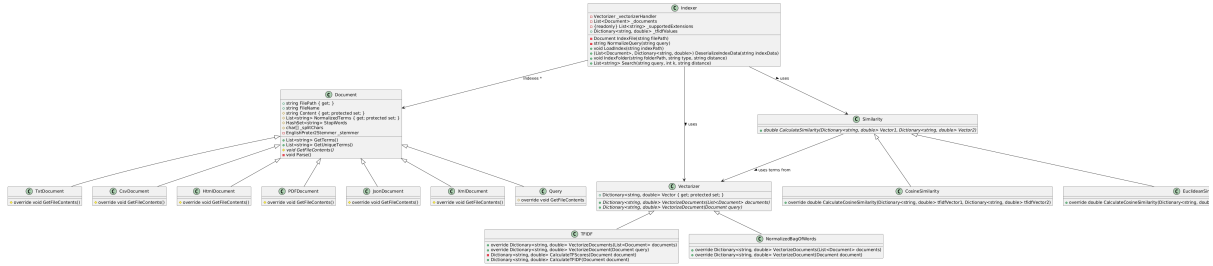 Indexer
Vectorizer _vectorizerHandler
List<Document> _documents
{readonly} List<string> _supportedExtensions
Dictionary<string, double> _tfidfValues
Document IndexFile(string filePath)
string NormalizeQuery(string query)
void LoadIndex(string indexPath)
(List<Document>, Dictionary<string, double>) DeserializeIndexData(string indexData)
void IndexFolder(string folderPath, string type, string distance)
List<string> Search(string query, int k, string distance)
Indexes *
uses
uses
Document
string FilePath { get; }
string FileName
string Content { get; protected set; }
List<string> NormalizedTerms { get; protected set; }
HashSet<string> StopWords
char[] _splitChars
EnglishPorter2Stemmer _stemmer
List<string> GetTerms()
List<string> GetUniqueTerms()
void GetFileContents()
void Parse()
Similarity
double CalculateSimilarity(Dictionary<string, double> Vector1, Dictionary<string, double> Vector2)
uses terms from
TxtDocument
override void GetFileContents()
CsvDocument
override void GetFileContents()
HtmlDocument
override void GetFileContents()
PDFDocument
override void GetFileContents()
JsonDocument
override void GetFileContents()
XmlDocument
override void GetFileContents()
Query
override void GetFileContents
Vectorizer
Dictionary<string, double> Vector { get; protected set; }
Dictionary<string, double> VectorizeDocuments(List<Document> documents)
Dictionary<string, double> VectorizeDocument(Document query)
CosineSimilarity
override double CalculateCosineSimilarity(Dictionary<string, double> tfidfVector1, Dictionary<string, double> tfidfVector2)
EuclideanSim
override double CalculateSimilarity(Dictionary<string, doub
TFIDF
override Dictionary<string, double> VectorizeDocuments(List<Document> documents)
override Dictionary<string, double> VectorizeDocument(Document query)
Dictionary<string, double> CalculateTFScores(Document document)
Dictionary<string, double> CalculateTFIDF(Document document)
NormalizedBagOfWords
override Dictionary<string, double> VectorizeDocuments(List<Document> documents)
override Dictionary<string, double> VectorizeDocument(Document document)